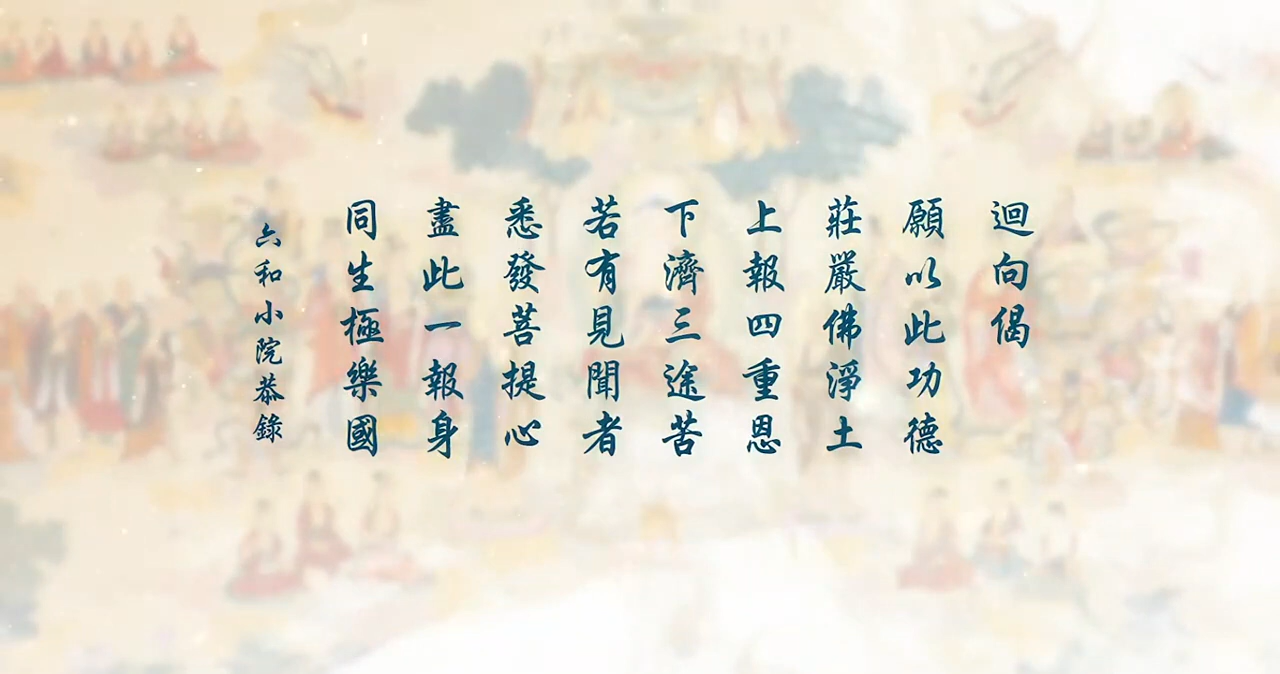 迴向偈
願以此功德
莊嚴佛淨土
上報四重恩
下濟三途苦
若有見聞者
悉發菩提心
盡此一報身
同生極樂國
六和小院恭錄